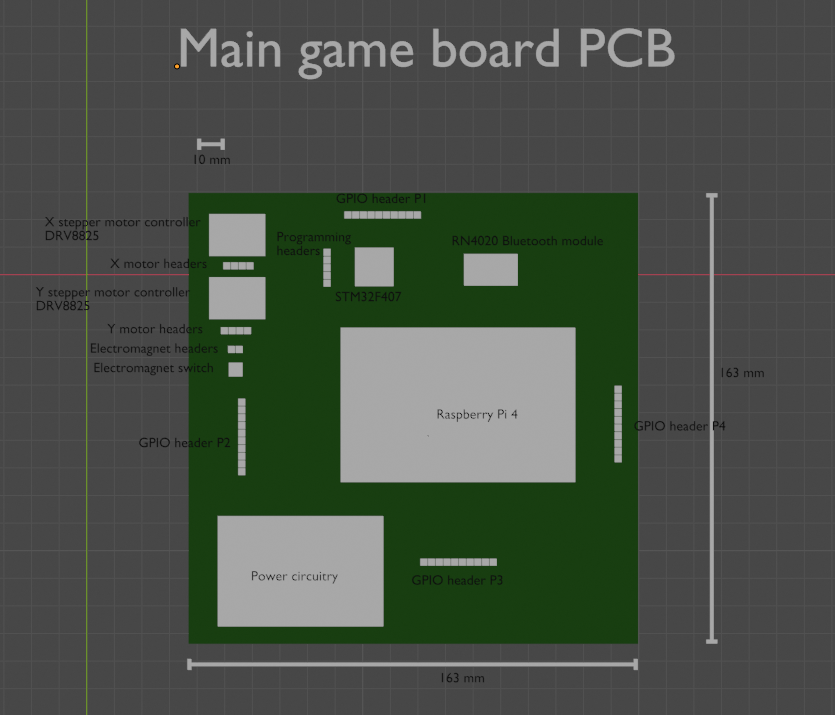 Main game board PCB
10 mm
GPIO header P1
X stepper motor controller
DRV8825
Programming
headers
RN4020 Bluetooth module
X motor headers
Y stepper motor controller
DRV8825
STM32F407
Y motor headers
Electromagnet headers
Electromagnet switch
163 mm
Raspberry Pi 4
GPIO header P4
GPIO header P2
Power circuitry
GPIO header P3
163 mm